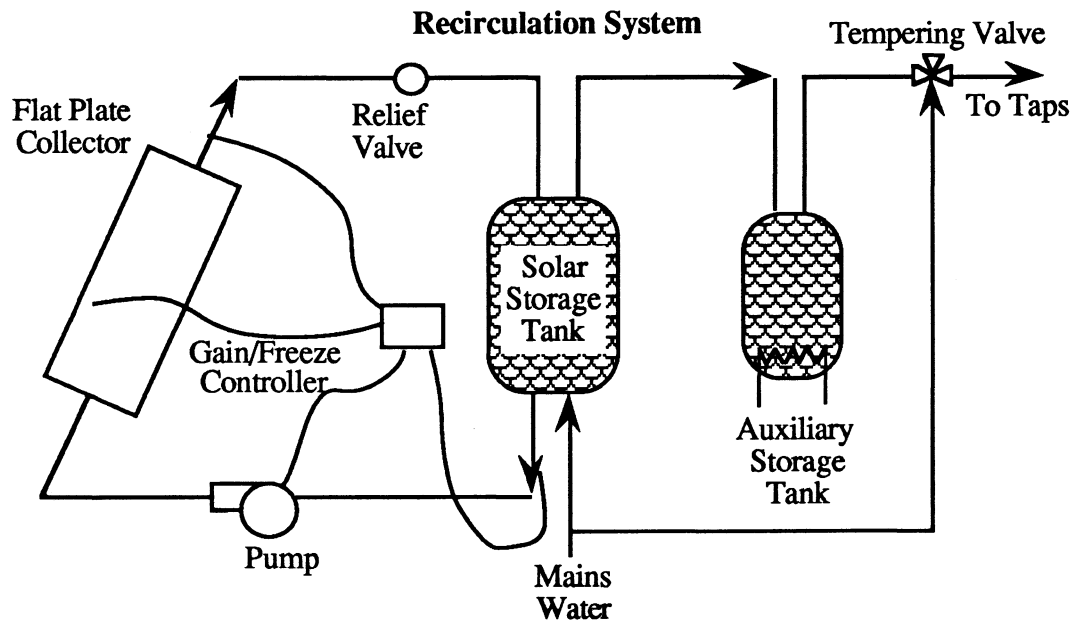 Recirculation System
Tempering Valve
To Taps
Flat Plate
Collector
Relief
Valve
Solar
Storage
Tank
Gain/Freeze
Controller
Auxiliary
Storage
Tank
Pump
Mains
Water